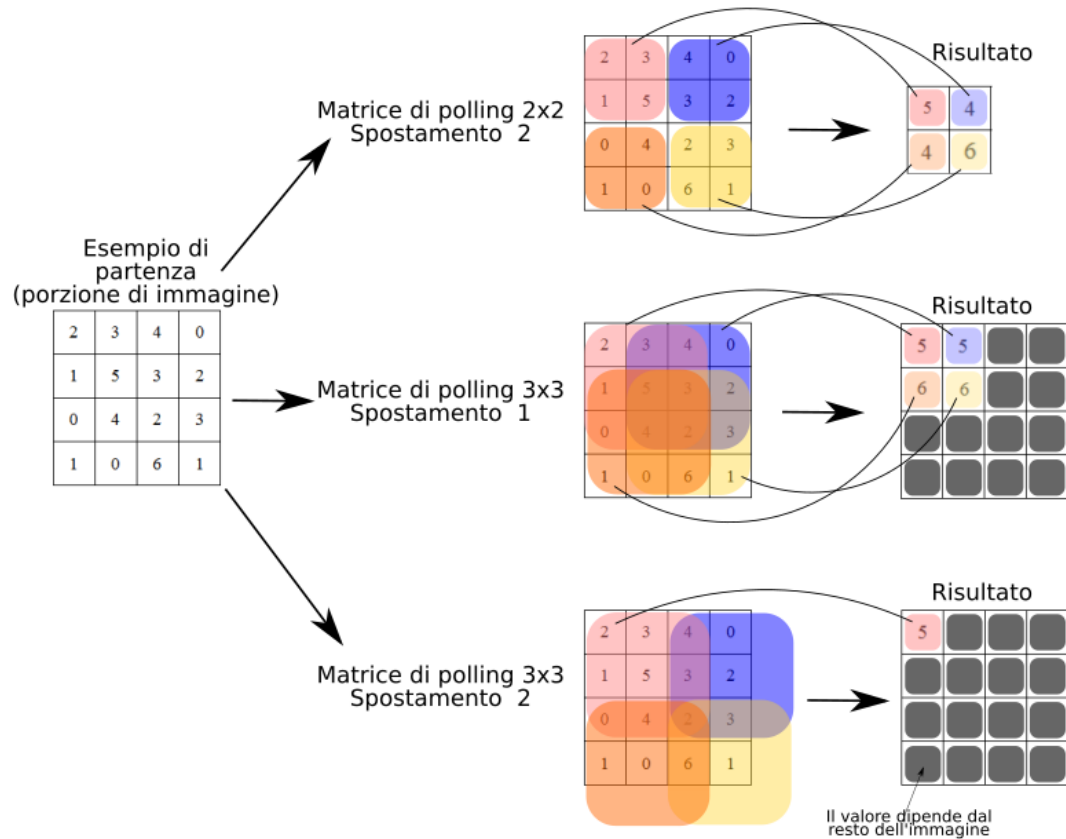 Matrice di polling 2x2
Spostamento 2
2 3 4 0
1 5 3 2
0 4 2 3
1 0 6 1
Risultato
5 4
4 6
Esempio di
partenza
(porzione di immagine)
2 3 4 0
1 5 3 2
0 4 2 3
1 0 6 1
Matrice di polling 3x3
Spostamento 1
2 3 4 0
1 5 3 2
0 4 2 3
1 0 6 1
Risultato
5 5
6 6
Matrice di polling 3x3
Spostamento 2
2 3 4 0
1 5 3 2
0 4 2 3
1 0 6 1
Risultato
5
Il valore dipende dal
resto dell'immagine